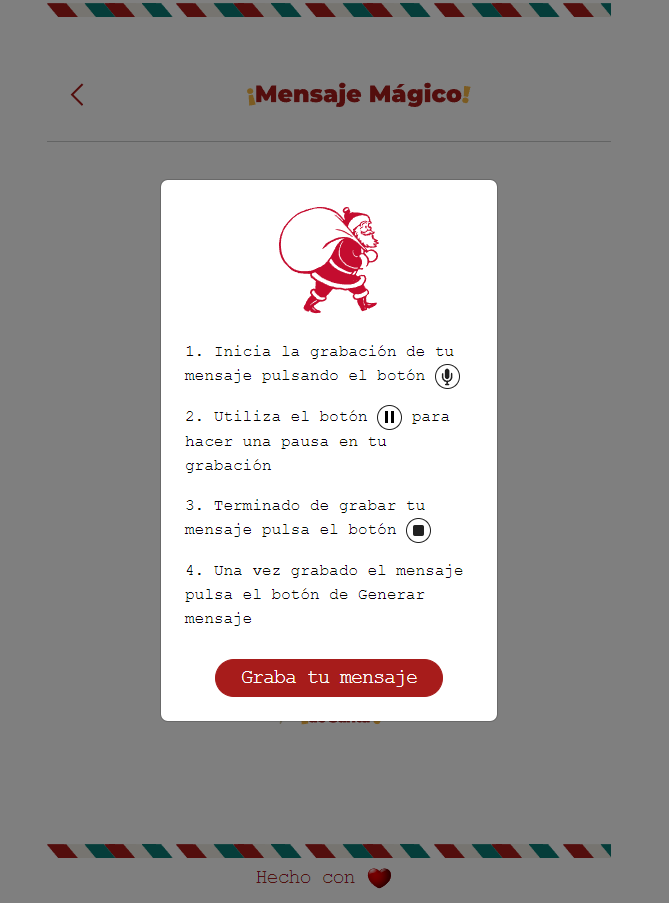 ¡Mensaje Mágico!
1. Inicia la grabación de tu
mensaje pulsando el botón
2. Utiliza el botón para
hacer una pausa en tu
grabación
3. Terminado de grabar tu
mensaje pulsa el botón
4. Una vez grabado el mensaje
pulsa el botón de Generar
mensaje
Graba tu mensaje
Hecho con